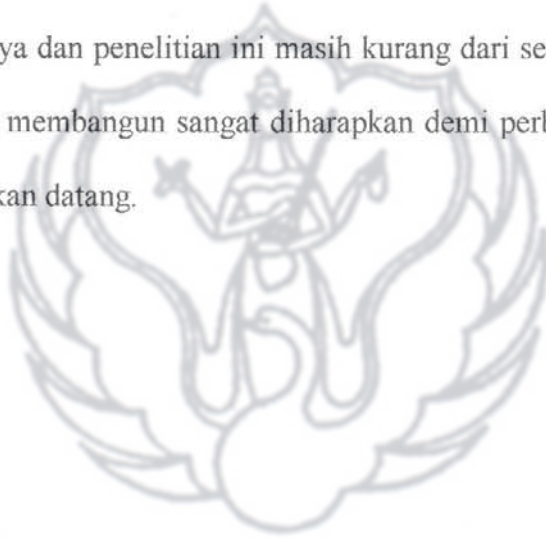 ya dan penelitian ini masih kurang dari se
membangun sangat diharapkan demi perb
kan datang.